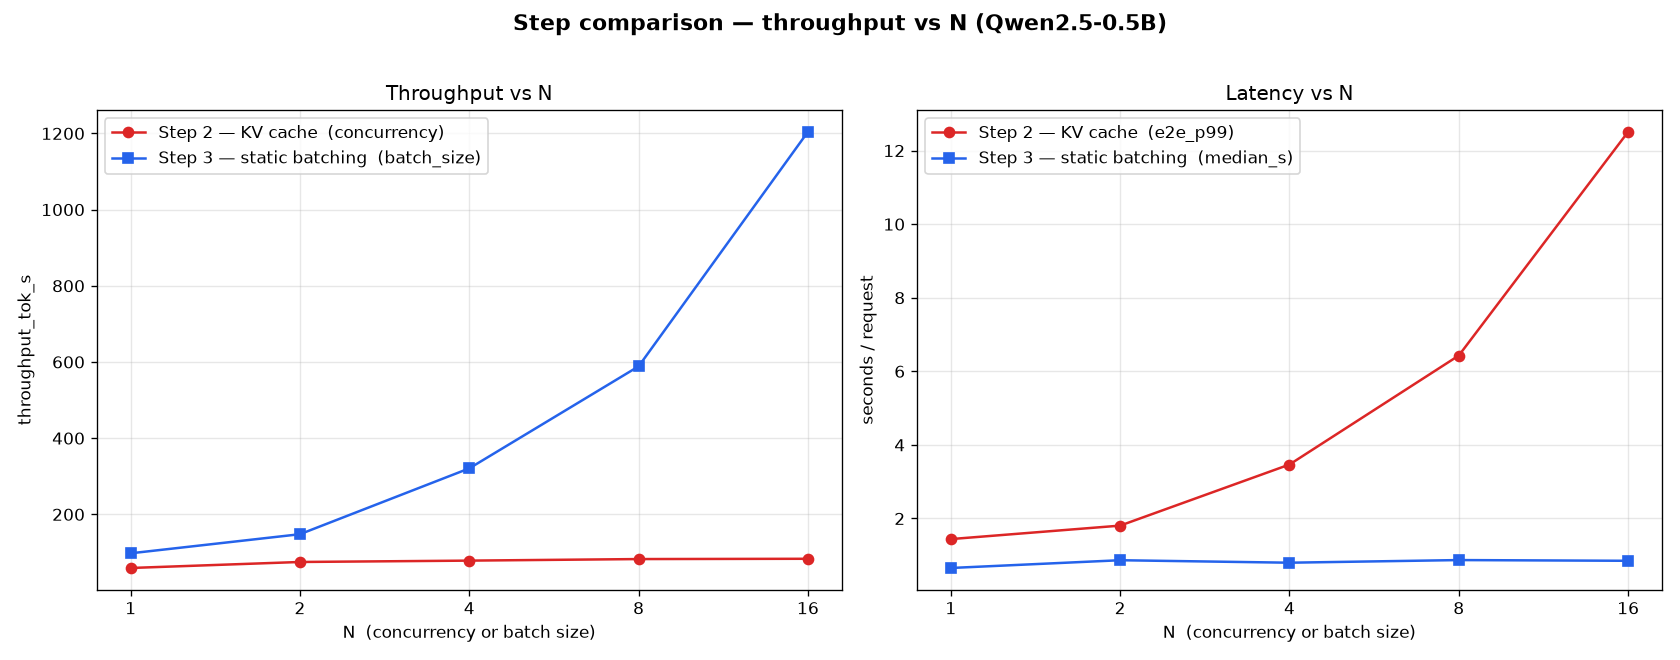 Step comparison — throughput vs N (Qwen2.5-0.5B)
Throughput vs N
Step 2 — KV cache  (concurrency)
Step 3 — static batching  (batch_size)
throughput_tok_s
1200
1000
800
600
400
200
1 2 4 8 16
N  (concurrency or batch size)
Latency vs N
Step 2 — KV cache  (e2e_p99)
Step 3 — static batching  (median_s)
seconds / request
12
10
8
6
4
2
1 2 4 8 16
N  (concurrency or batch size)